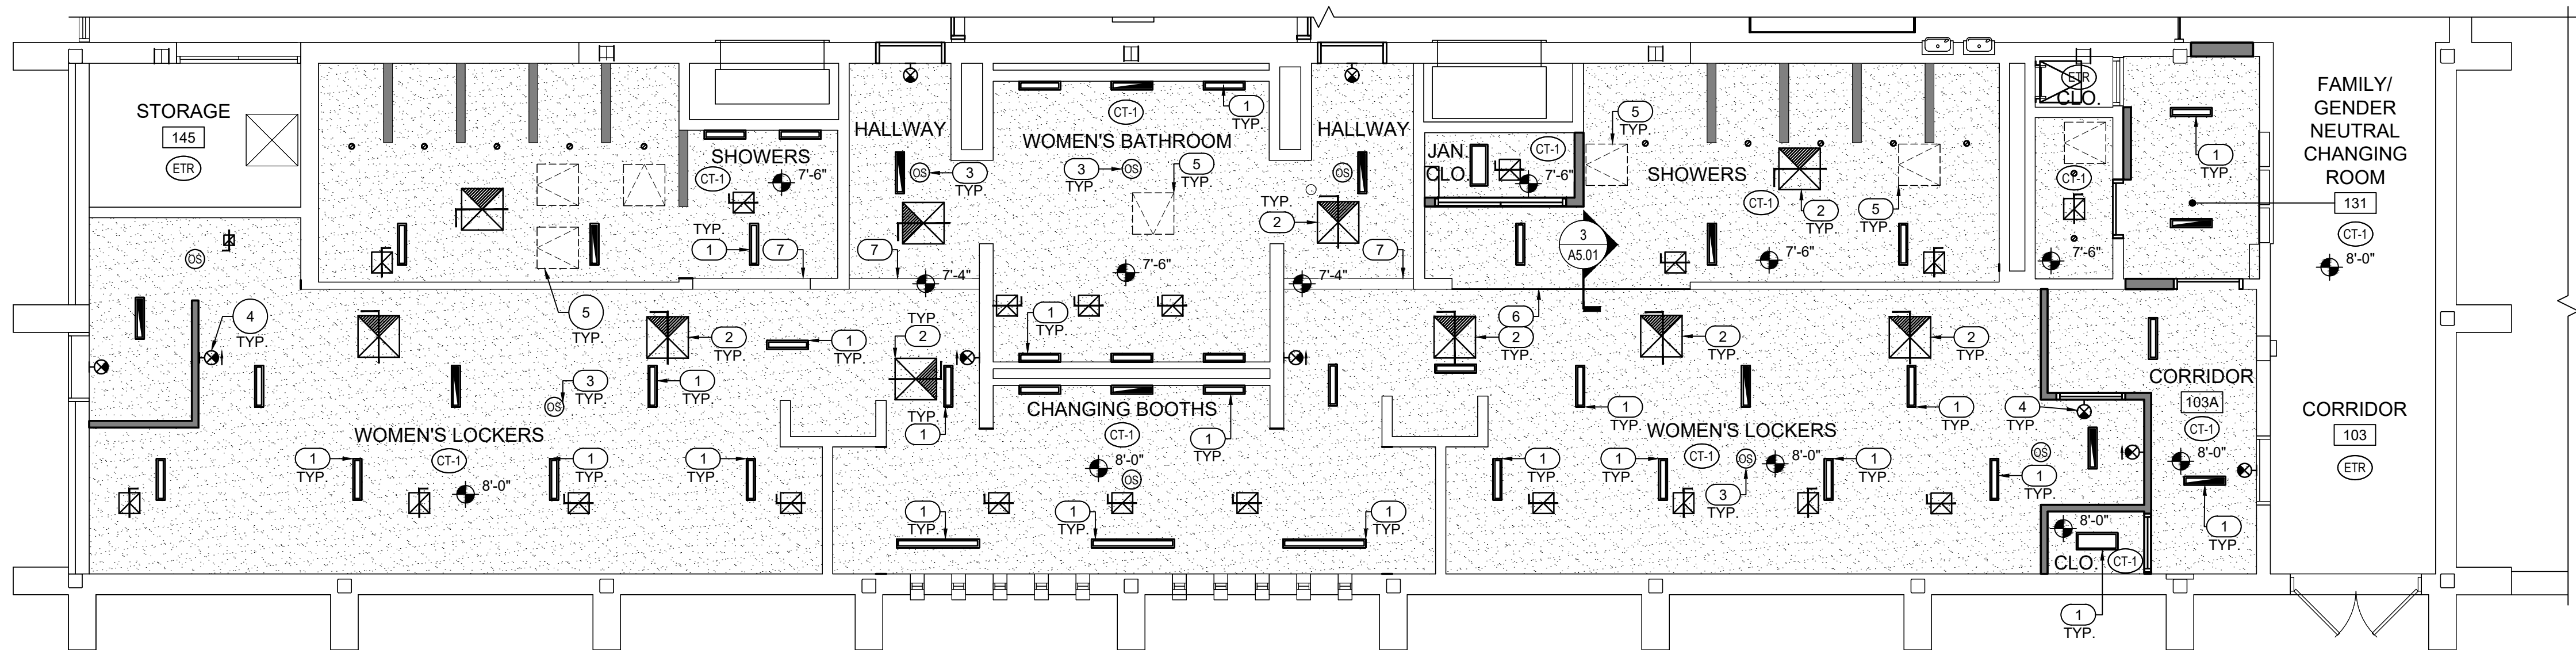 STORAGE
145
ETR
SHOWERS
CT-1
7'-6"
TYP.
1
7
5
TYP.
HALLWAY
OS
3
TYP.
7
7'-4"
CT-1
1
TYP.
WOMEN'S BATHROOM
3
TYP.
OS
5
TYP.
7'-6"
1
TYP.
HALLWAY
OS
TYP.
2
7
7'-4"
JAN.
CLO.
CT-1
7'-6"
3
A5.01
5
TYP.
SHOWERS
CT-1
2
TYP.
5
TYP.
7'-6"
ETR
CLO.
CT-1
7'-6"
1
TYP.
FAMILY/
GENDER
NEUTRAL
CHANGING
ROOM
131
CT-1
8'-0"
OS
4
TYP.
2
TYP.
1
TYP.
TYP.
2
3
TYP.
OS
1
TYP.
TYP.
1
WOMEN'S LOCKERS
CT-1
1
TYP.
1
TYP.
1
TYP.
8'-0"
CHANGING BOOTHS
CT-1
1
TYP.
8'-0"
OS
1
TYP.
1
TYP.
1
TYP.
6
2
TYP.
2
TYP.
2
TYP.
1
TYP.
1
TYP.
WOMEN'S LOCKERS
CT-1
OS
8'-0"
1
TYP.
1
TYP.
1
TYP.
3
TYP.
4
TYP.
OS
1
TYP.
CORRIDOR
103A
CT-1
8'-0"
1
TYP.
8'-0"
CLO.
CT-1
1
TYP.
CORRIDOR
103
ETR